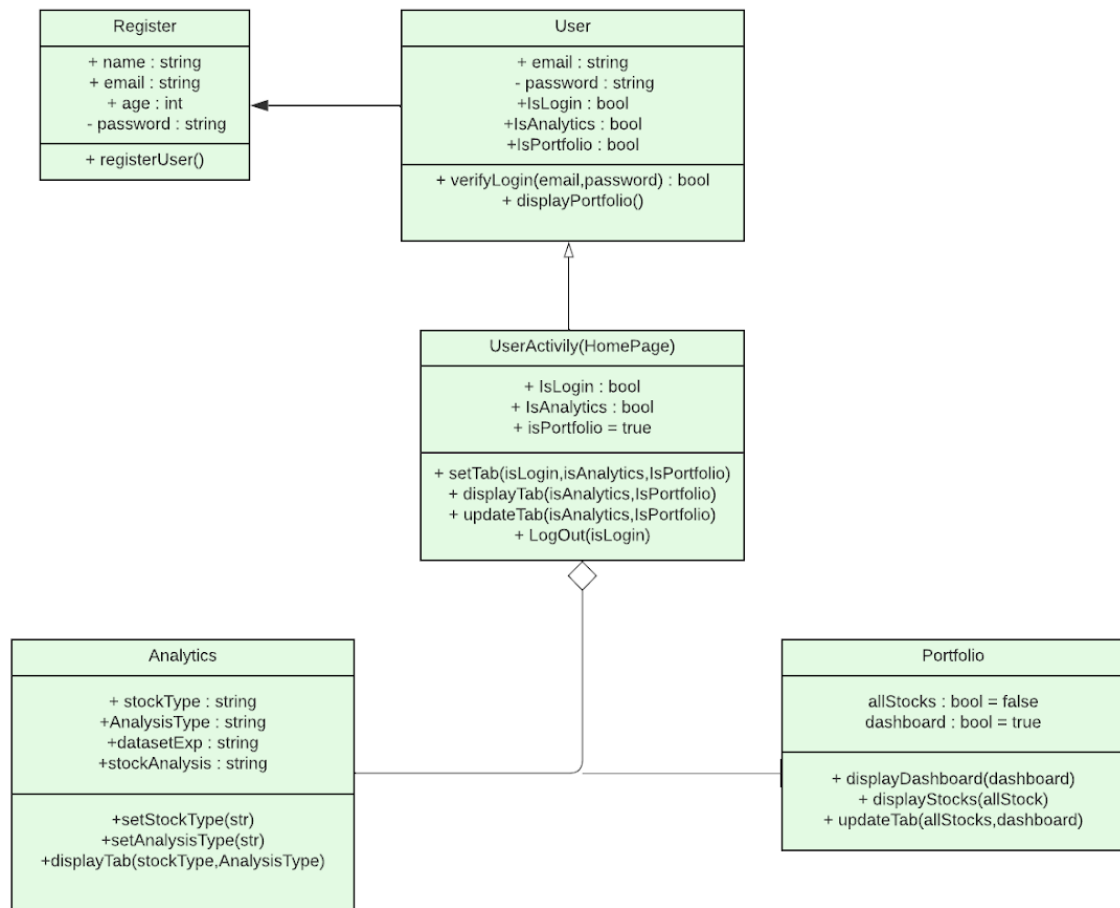 Register
+ name : string
+ email : string
+ age : int
- password : string
+ registerUser()
User
+ email : string
- password : string
+IsLogin : bool
+IsAnalytics : bool
+IsPortfolio : bool
+ verifyLogin(email,password) : bool
+ displayPortfolio()
UserActivily(HomePage)
+ IsLogin : bool
+ IsAnalytics : bool
+ isPortfolio = true
+ setTab(isLogin,isAnalytics,IsPortfolio)
+ displayTab(isAnalytics,IsPortfolio)
+ updateTab(isAnalytics,IsPortfolio)
+ LogOut(isLogin)
Analytics
+ stockType : string
+AnalysisType : string
+datasetExp : string
+stockAnalysis : string
+setStockType(str)
+setAnalysisType(str)
+displayTab(stockType,AnalysisType)
Portfolio
allStocks : bool = false
dashboard : bool = true
+ displayDashboard(dashboard)
+ displayStocks(allStock)
+ updateTab(allStocks,dashboard)